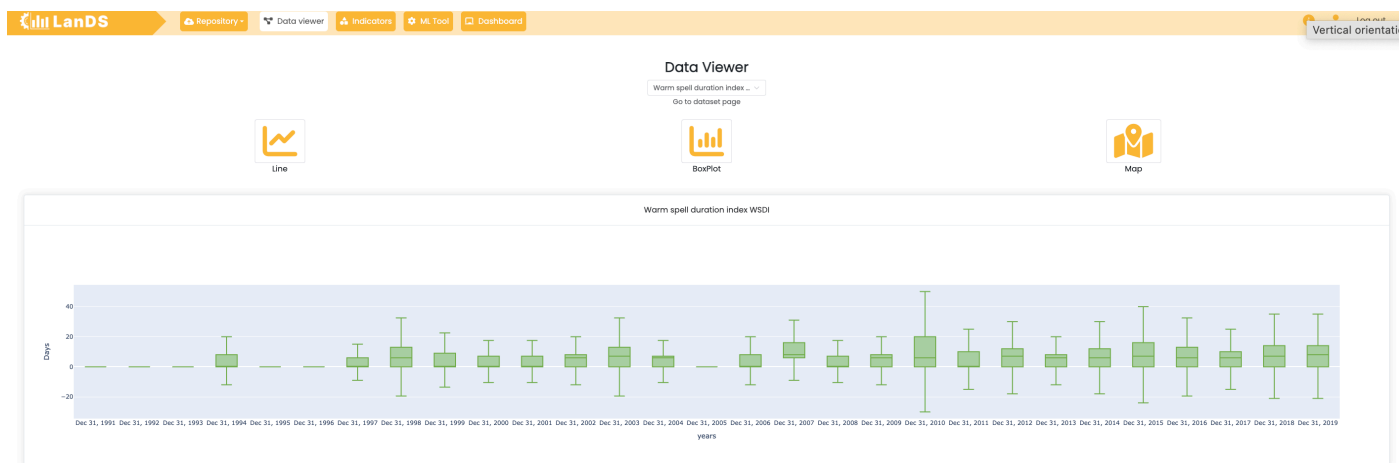 LanDS
Repository
Data viewer
Indicators
ML Tool
Dashboard
Log out
Vertical orientati
Data Viewer
Warm spell duration index ...
Go to dataset page
Line
BoxPlot
Map
Warm spell duration index WSDI
40
20
0
−20
Days
Dec 31, 1991 Dec 31, 1992 Dec 31, 1993 Dec 31, 1994 Dec 31, 1995 Dec 31, 1996 Dec 31, 1997 Dec 31, 1998 Dec 31, 1999 Dec 31, 2000 Dec 31, 2001 Dec 31, 2002 Dec 31, 2003 Dec 31, 2004 Dec 31, 2005 Dec 31, 2006 Dec 31, 2007 Dec 31, 2008 Dec 31, 2009 Dec 31, 2010 Dec 31, 2011 Dec 31, 2012 Dec 31, 2013 Dec 31, 2014 Dec 31, 2015 Dec 31, 2016 Dec 31, 2017 Dec 31, 2018 Dec 31, 2019
years